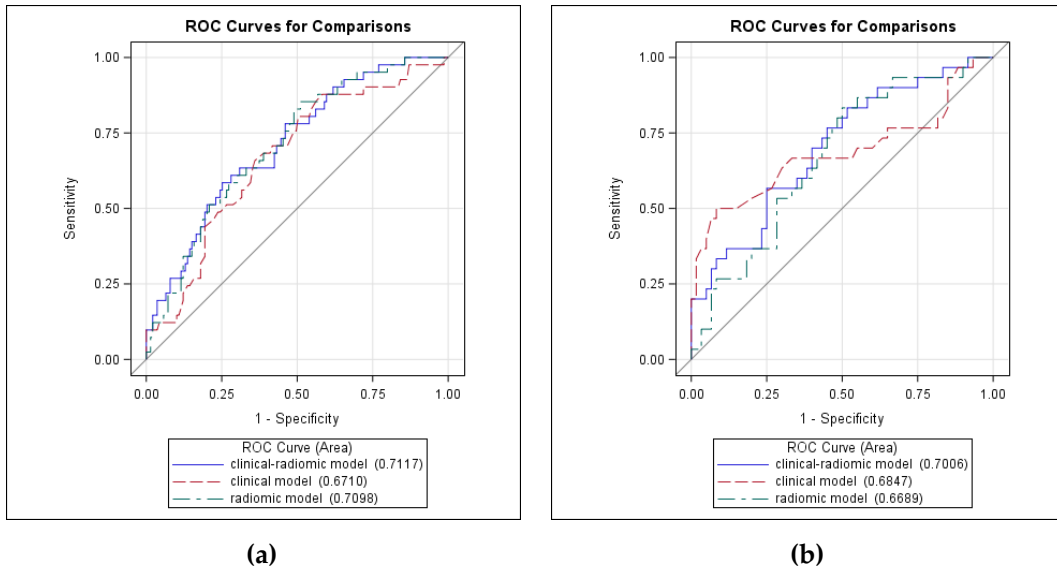 ROC Curves for Comparisons
1.00
0.75
0.50
0.25
0.00
Sensitivity
0.00 0.25 0.50 0.75 1.00
1 - Specificity
ROC Curve (Area)
clinical-radiomic model (0.7117)
clinical model (0.6710)
radiomic model (0.7098)
(a)
ROC Curves for Comparisons
1.00
0.75
0.50
0.25
0.00
Sensitivity
0.00 0.25 0.50 0.75 1.00
1 - Specificity
ROC Curve (Area)
clinical-radiomic model (0.7006)
clinical model (0.6847)
radiomic model (0.6689)
(b)